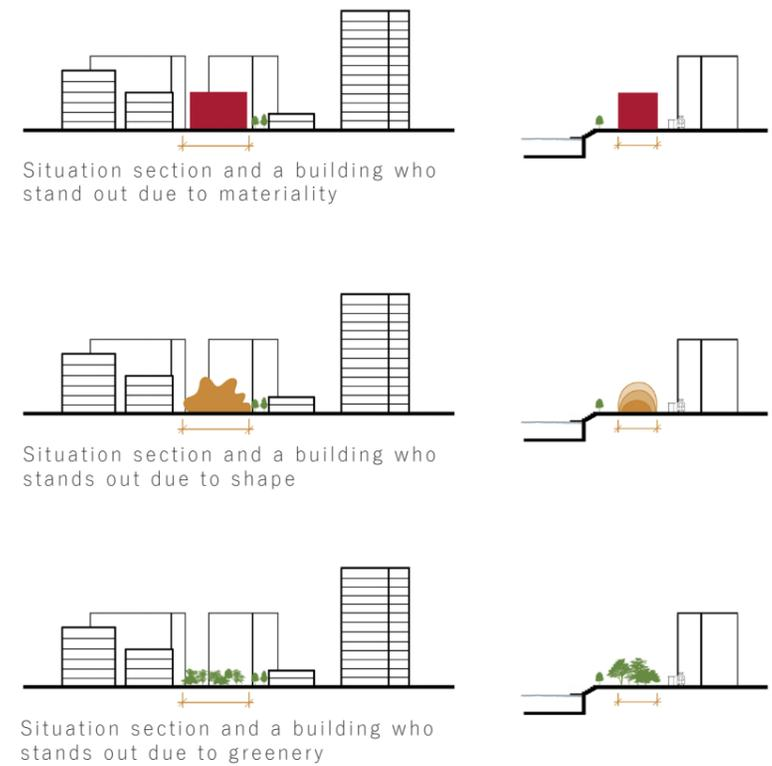 Situation section and a building who
stand out due to materiality
Situation section and a building who
stands out due to shape
Situation section and a building who
stands out due to greenery